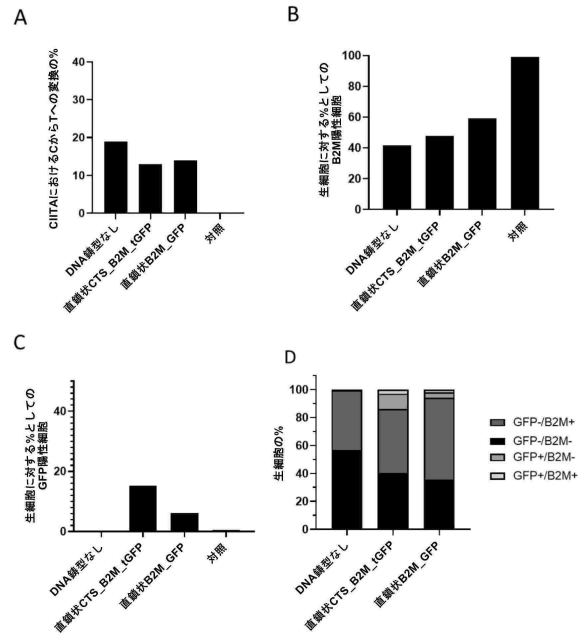 A
CIITAにおけるCからTへの変換の%
40
30
20
10
0
DNA鋳型なし
直鎖状CTS_B2M_tGFP
直鎖状B2M_GFP
対照
B
生細胞に対する%としての
B2M陽性細胞
100
80
60
40
20
0
DNA鋳型なし
直鎖状CTS_B2M_tGFP
直鎖状B2M_GFP
対照
C
生細胞に対する%としての
GFP陽性細胞
40
20
0
DNA鋳型なし
直鎖状CTS_B2M_tGFP
直鎖状B2M_GFP
対照
D
生細胞の%
100
80
60
40
20
0
DNA鋳型なし
直鎖状CTS_B2M_tGFP
直鎖状B2M_GFP
GFP-/B2M+
GFP-/B2M-
GFP+/B2M-
GFP+/B2M+